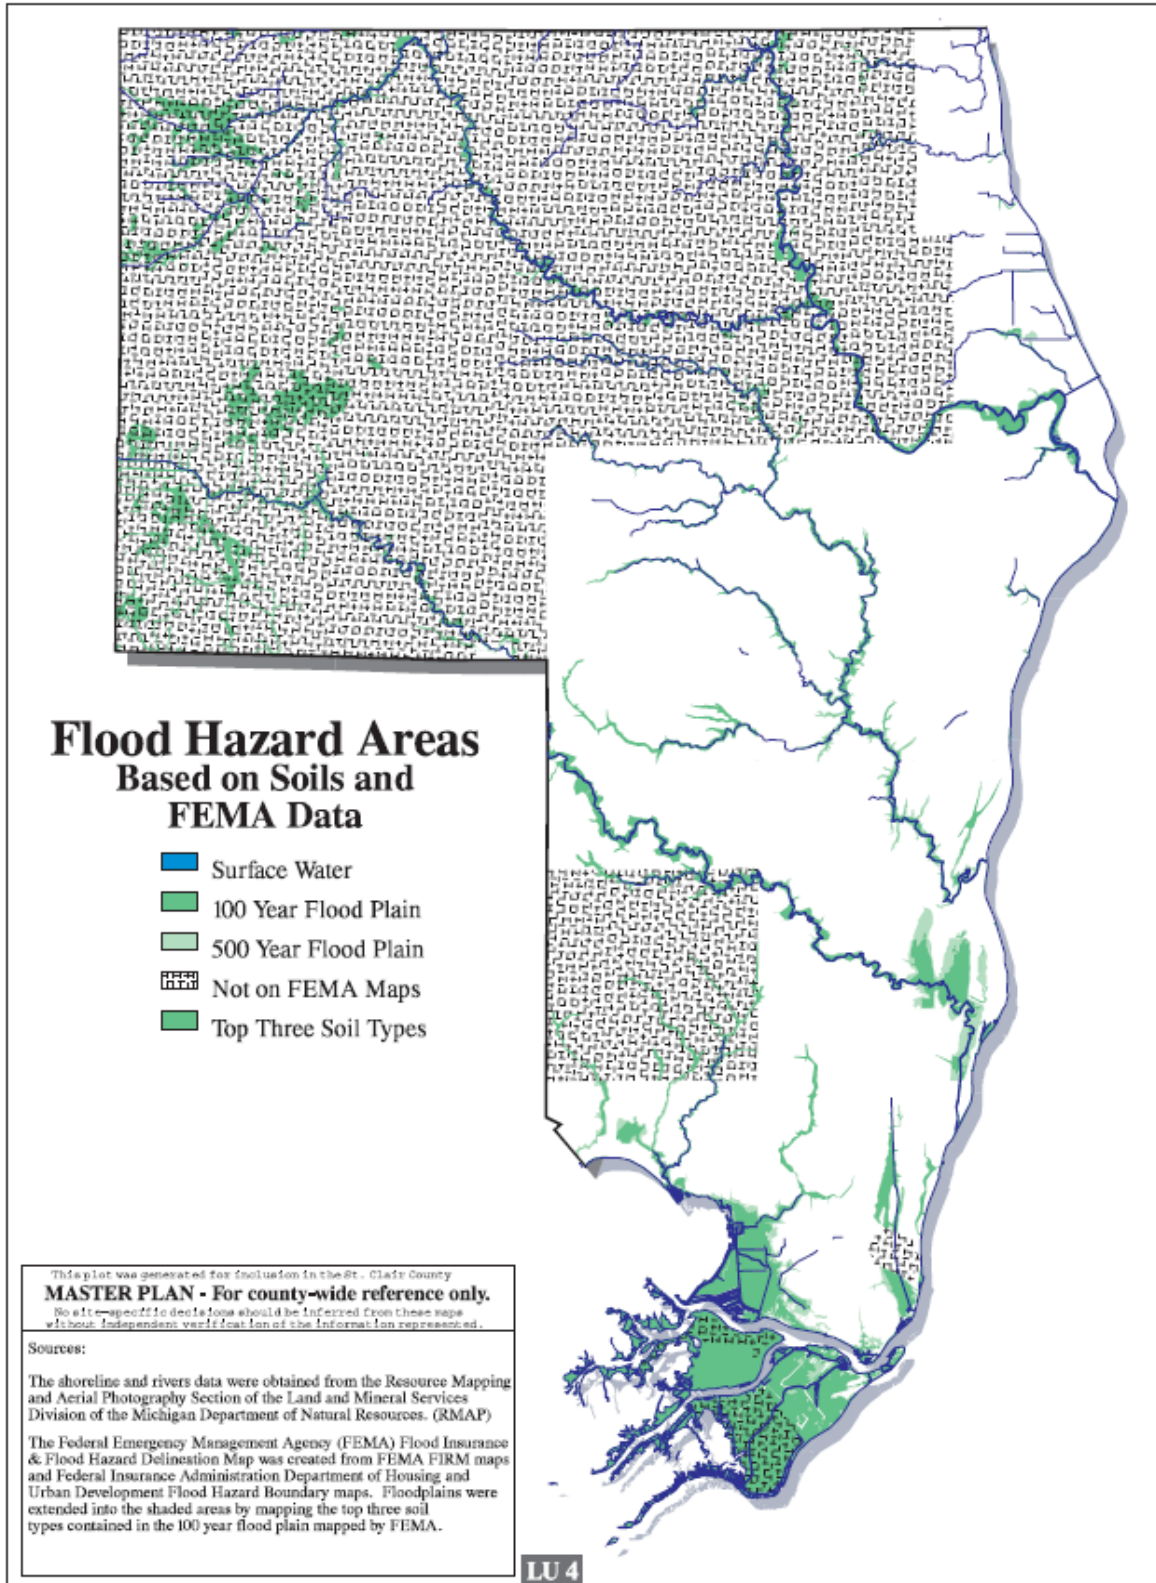 Flood Hazard Areas
Based on Soils and
FEMA Data
Surface Water
100 Year Flood Plain
500 Year Flood Plain
Not on FEMA Maps
Top Three Soil Types
This plot was generated for inclusion in the St. Clair County
MASTER PLAN - For county-wide reference only.
No site-specific decisions should be inferred from these maps
without independent verification of the information represented.
Sources:
The shoreline and rivers data were obtained from the Resource Mapping
and Aerial Photography Section of the Land and Mineral Services
Division of the Michigan Department of Natural Resources. (RMAP)
The Federal Emergency Management Agency (FEMA) Flood Insurance
& Flood Hazard Delineation Map was created from FEMA FIRM maps
and Federal Insurance Administration Department of Housing and
Urban Development Flood Hazard Boundary maps. Floodplains were
extended into the shaded areas by mapping the top three soil
types contained in the 100 year flood plain mapped by FEMA.
LU 4